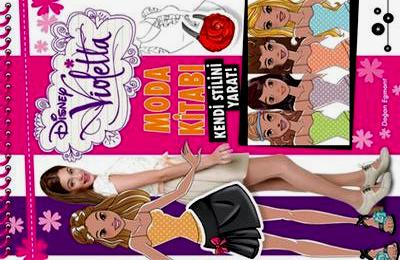 Disney
Violetta
MODA
KİTABI
KENDİ STİLİNİ
YARAT!
Doğan Egmont